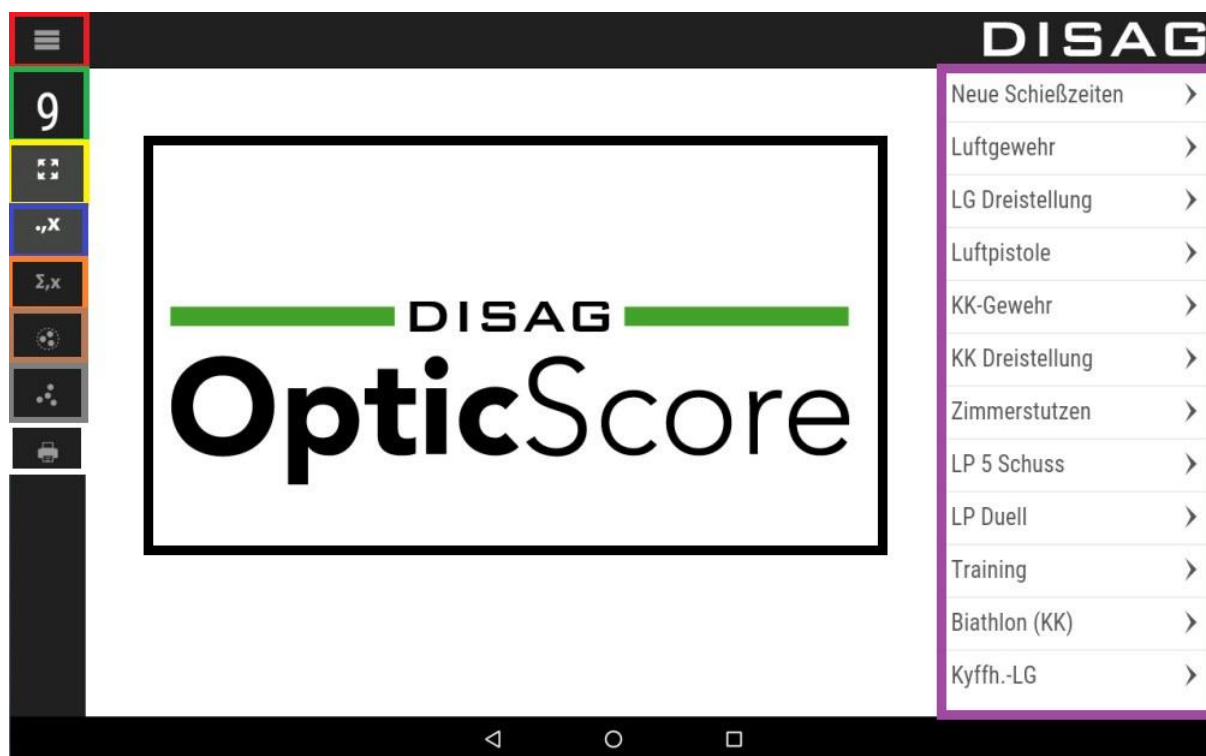 DISAG
9
.,x
Σ,x
DISAG
OpticScore
Neue Schießzeiten
Luftgewehr
LG Dreistellung
Luftpistole
KK-Gewehr
KK Dreistellung
Zimmerstutzen
LP 5 Schuss
LP Duell
Training
Biathlon (KK)
Kyffh.-LG